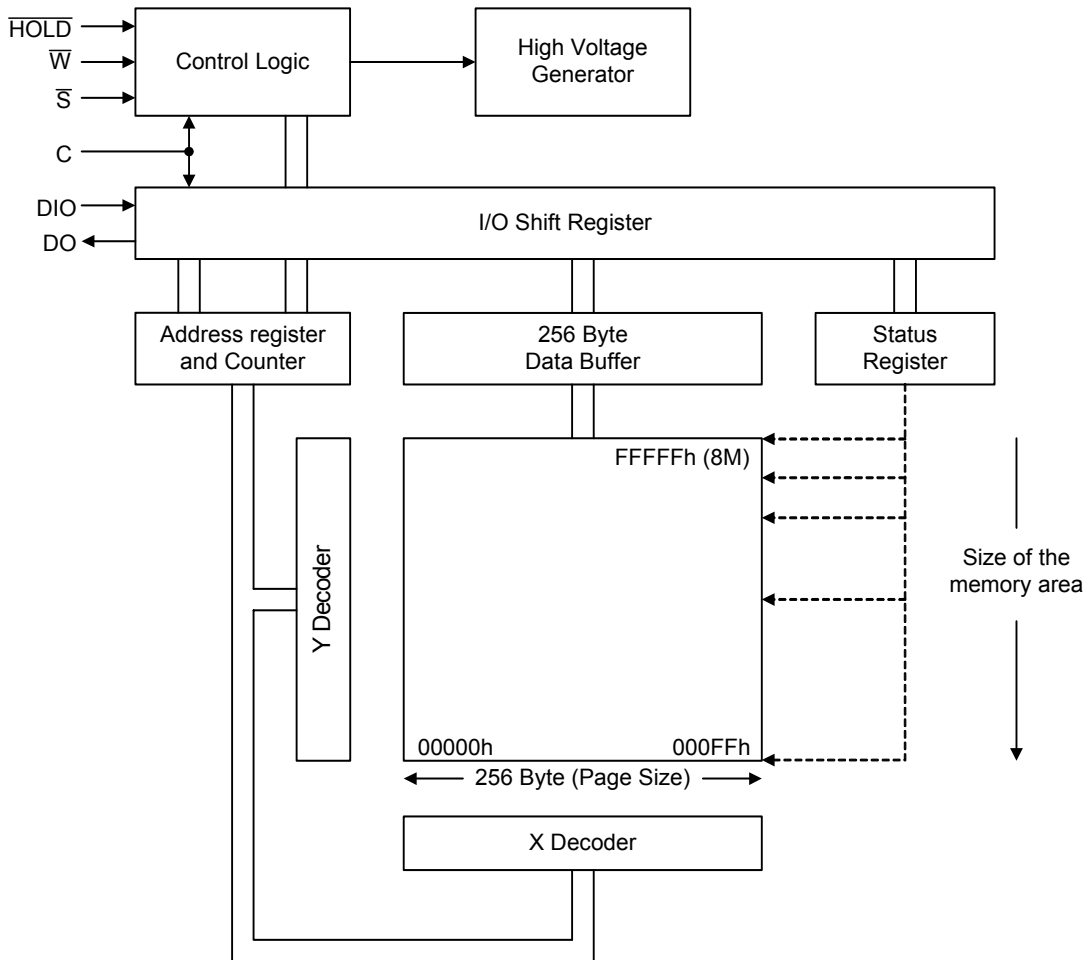 HOLD
W
S
C
DIO
DO
Control Logic
High Voltage
Generator
I/O Shift Register
Address register
and Counter
256 Byte
Data Buffer
Status
Register
Y Decoder
FFFFFh (8M)
00000h
000FFh
256 Byte (Page Size)
Size of the
memory area
X Decoder